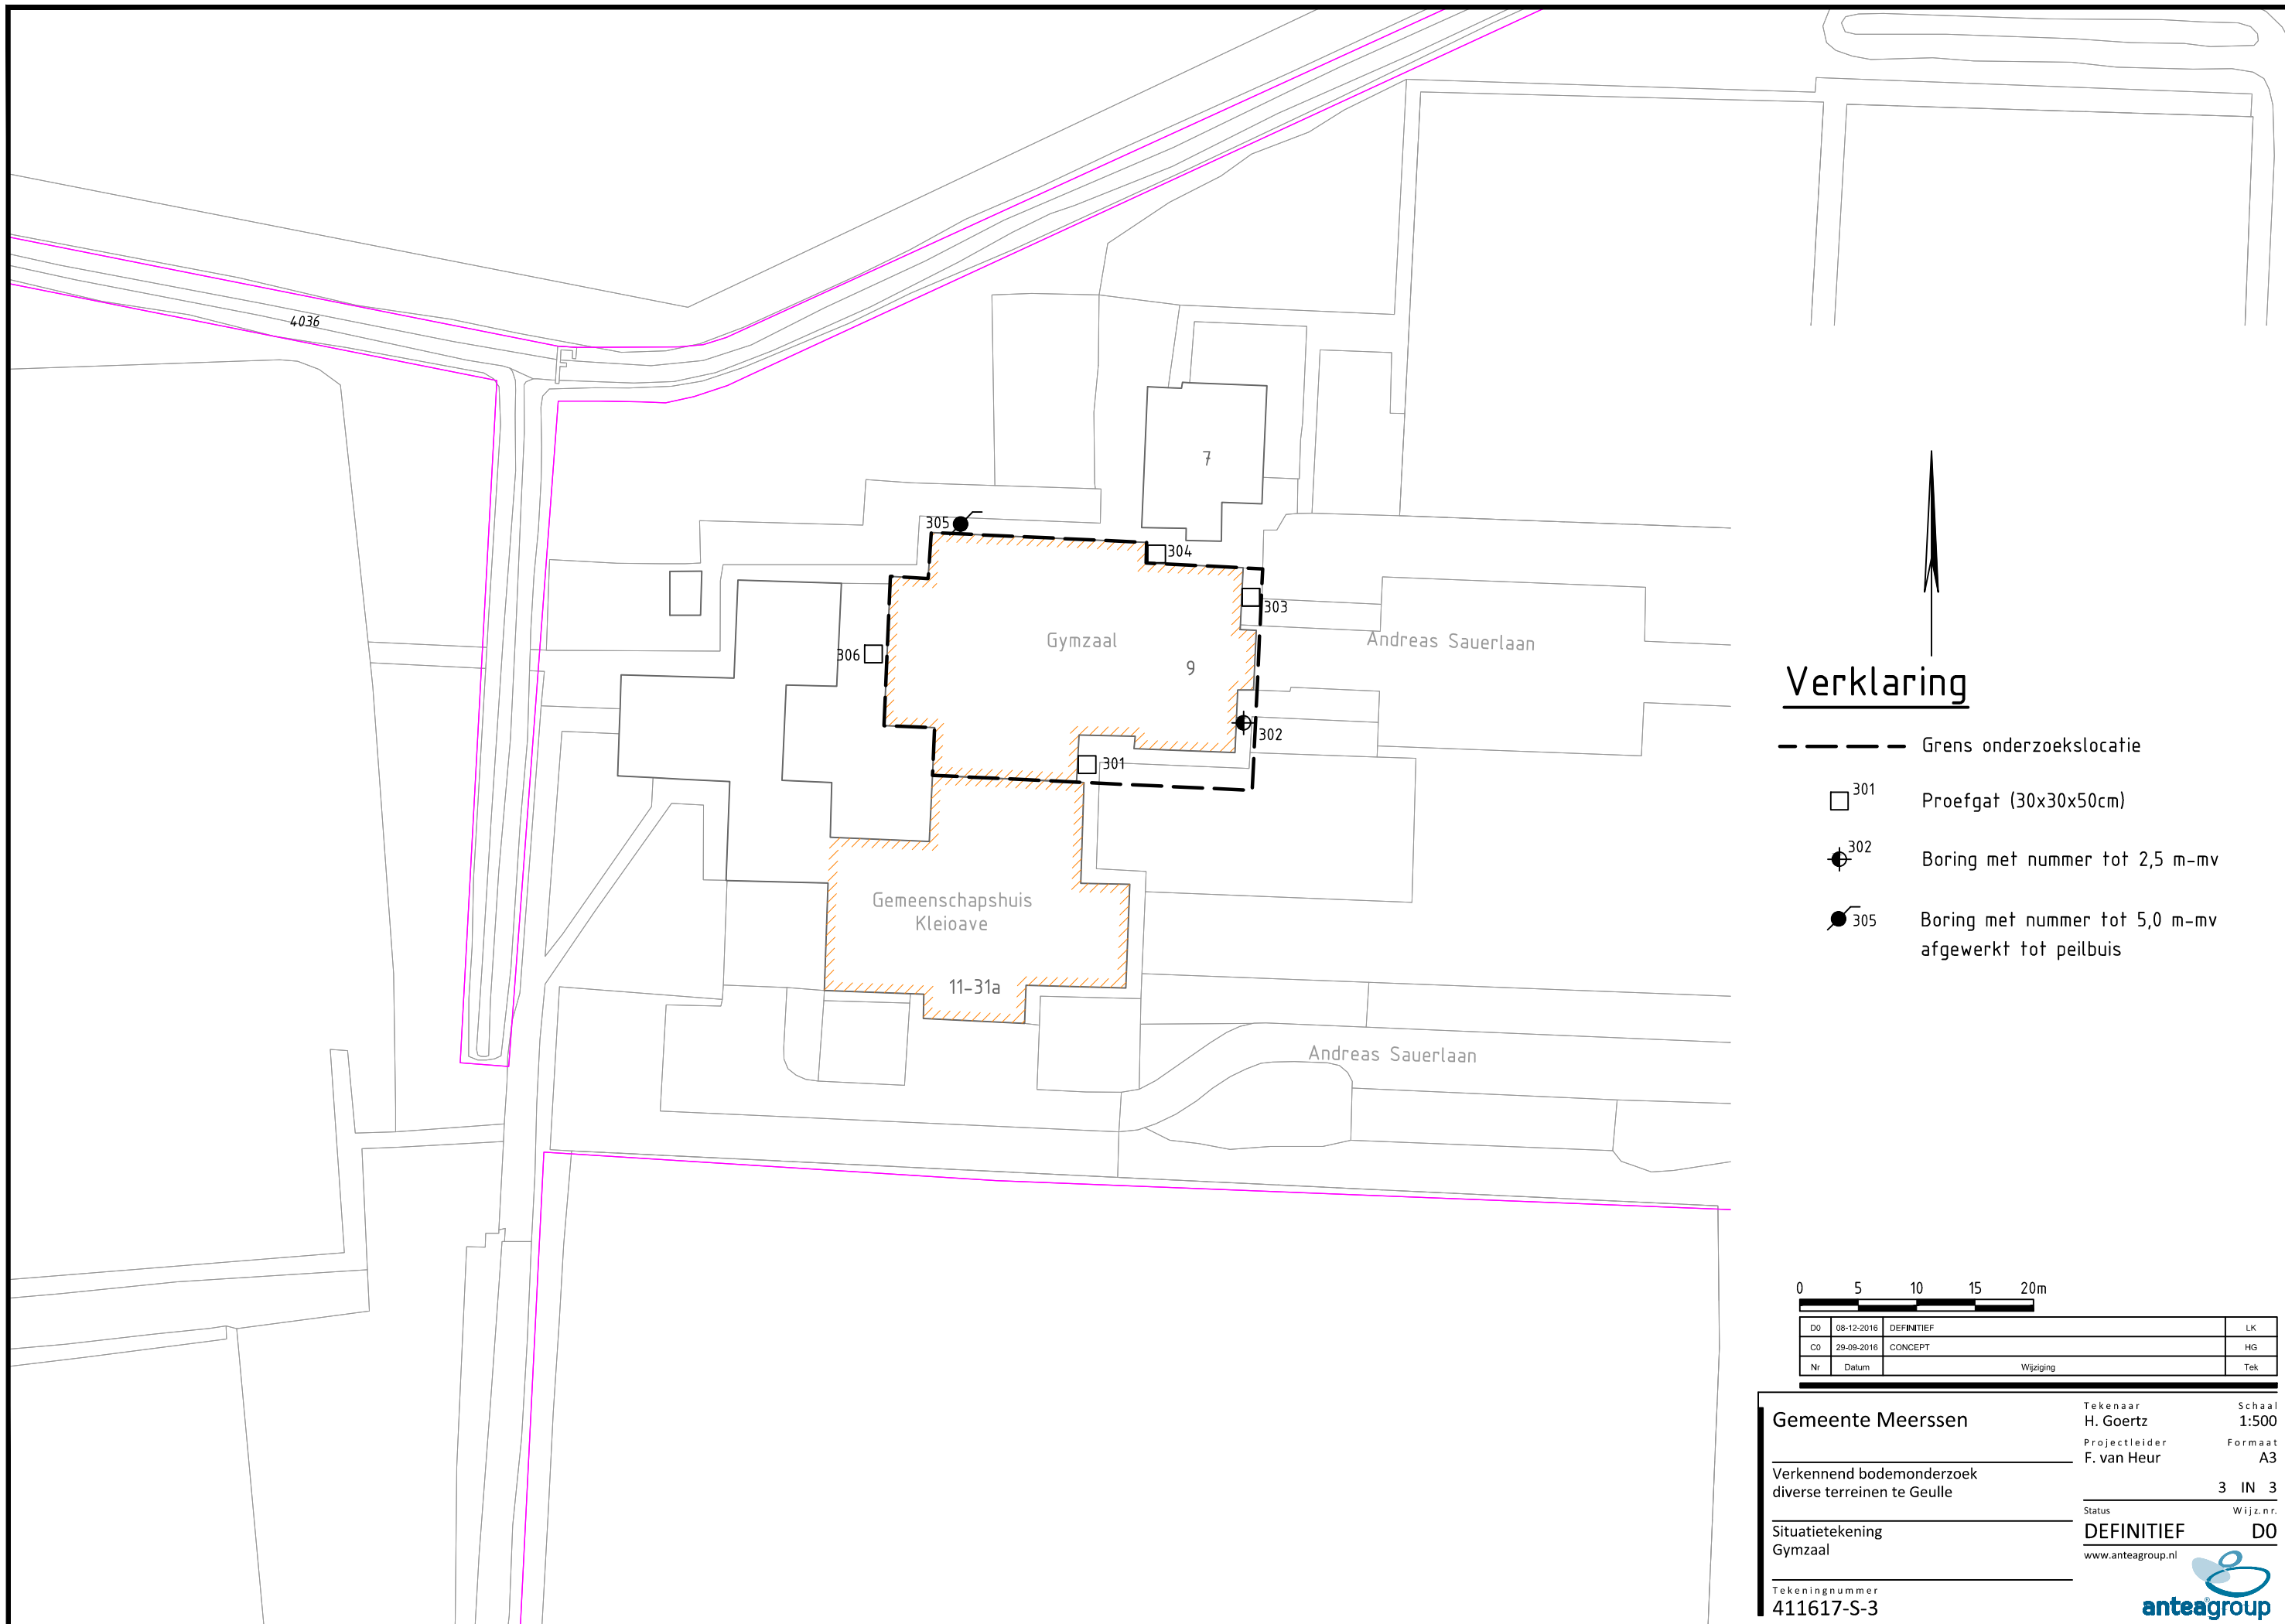 4036
7
305
304
303
306
Gymzaal
9
Andreas Sauerlaan
302
301
Gemeenschapshuis
Kleioave
11-31a
Andreas Sauerlaan
Verklaring
Grens onderzoekslocatie
301
Proefgat (30x30x50cm)
302
Boring met nummer tot 2,5 m-mv
305
Boring met nummer tot 5,0 m-mv
afgewerkt tot peilbuis
0 5 10 15 20m
D0 08-12-2016 DEFINITIEF LK
C0 29-09-2016 CONCEPT HG
Nr Datum Wijziging Tek
Gemeente Meerssen
Tekenaar Schaal
H. Goertz 1:500
Projectleider Formaat
F. van Heur A3
Verkennend bodemonderzoek
diverse terreinen te Geulle
3 IN 3
Status Wijz.nr.
DEFINITIEF D0
Situatietekening
Gymzaal
www.anteagroup.nl
Tekeningnummer
411617-S-3
anteagroup